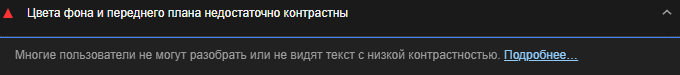 Цвета фона и переднего плана недостаточно контрастны
Многие пользователи не могут разобрать или не видят текст с низкой контрастностью. Подробнее…